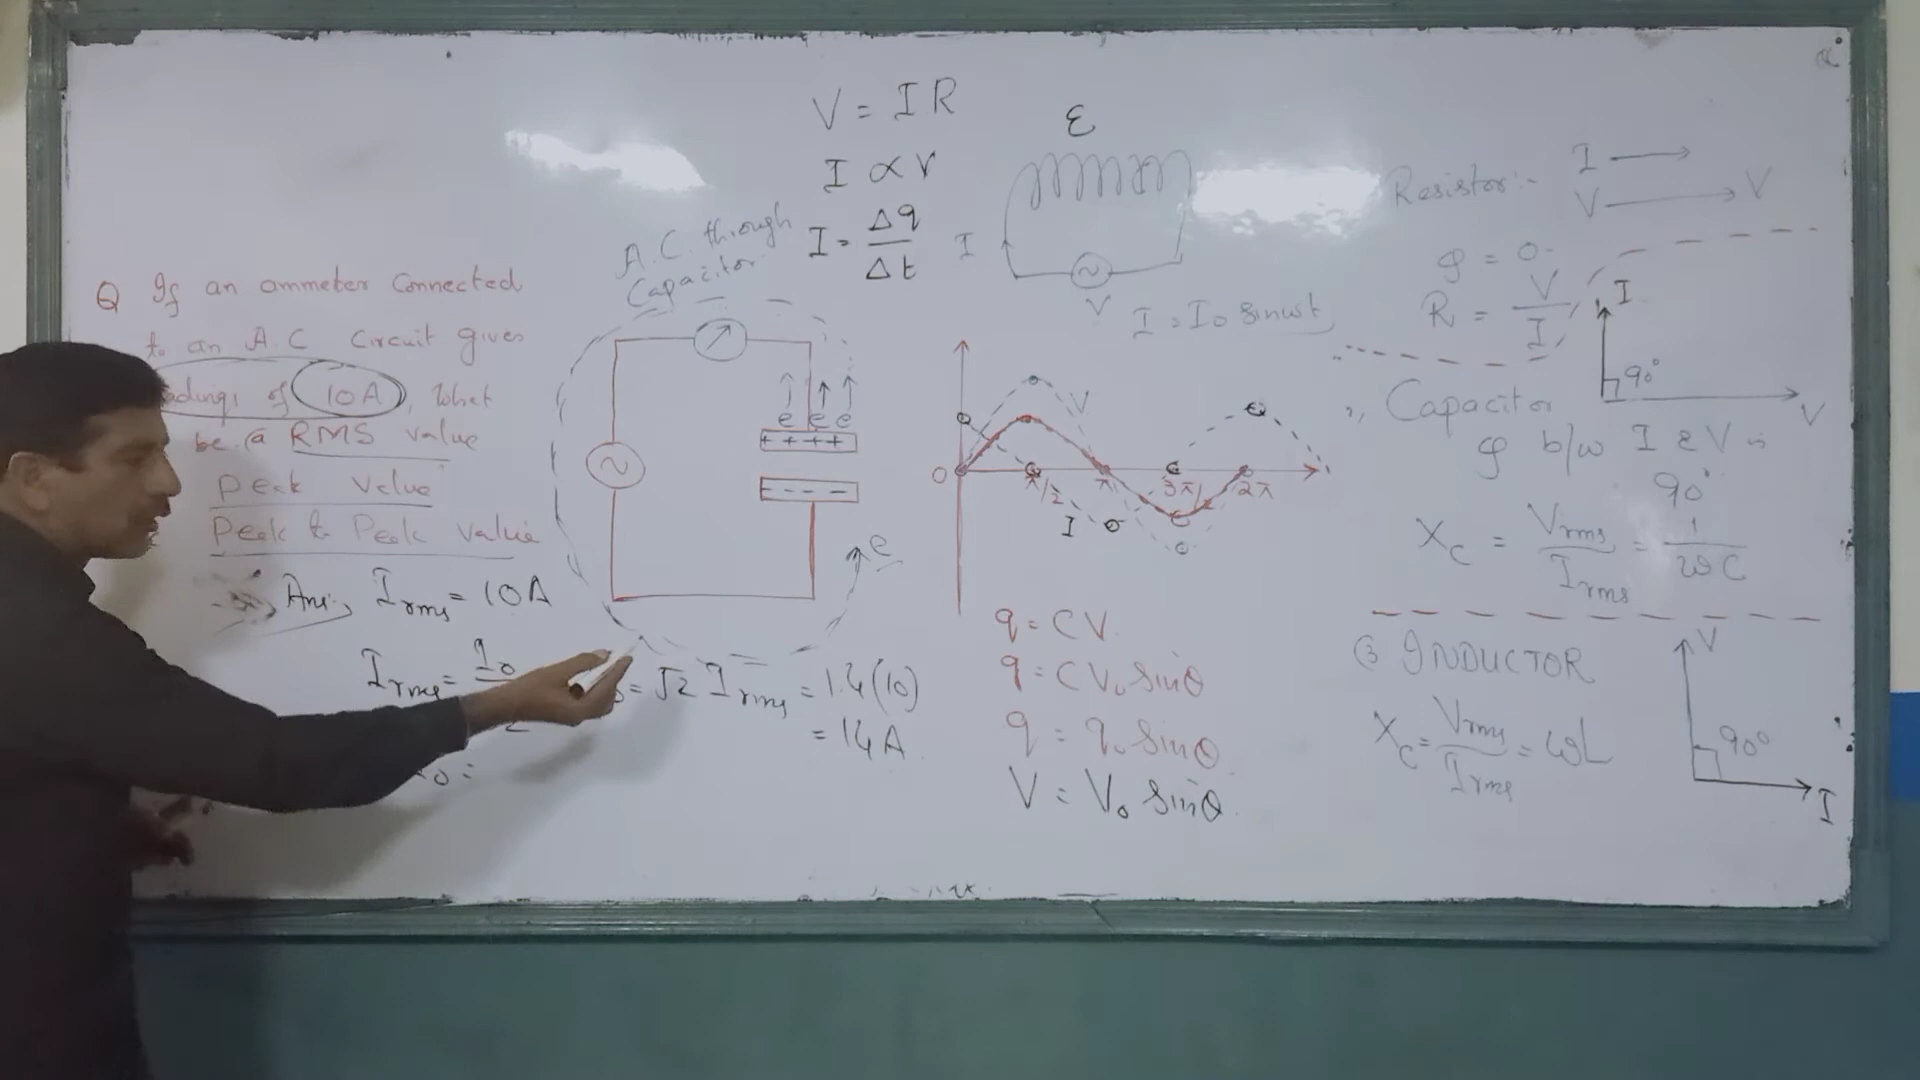 V = IR
I ∝ V
I = Δq/Δt
ε
I
V
I = I₀ sinωt
A.C. through
Capacitor
Q If an ammeter Connected
to an A.C Circuit gives
of 10A, What
be @ RMS value
Peak Value
Peak to Peak value
Ans:, Irms = 10A
Irms = I₀
= √2 Irms = 1.4(10)
= 14A
e e e
+ + + + +
- - - -
e
V
I
0 π/2 π 3π/ 2π
q = CV
q = CV₀ sinθ
q = q₀ sinθ
V = V₀ sinθ.
Resistor:-
I
V
V
φ = 0.
R = V/I
I
90°
V
Capacitor
φ b/w I & V is
90°
Xc = Vrms/Irms = 1/ωC
③ INDUCTOR
Xc = Vrms/Irms = ωL
V
90°
I